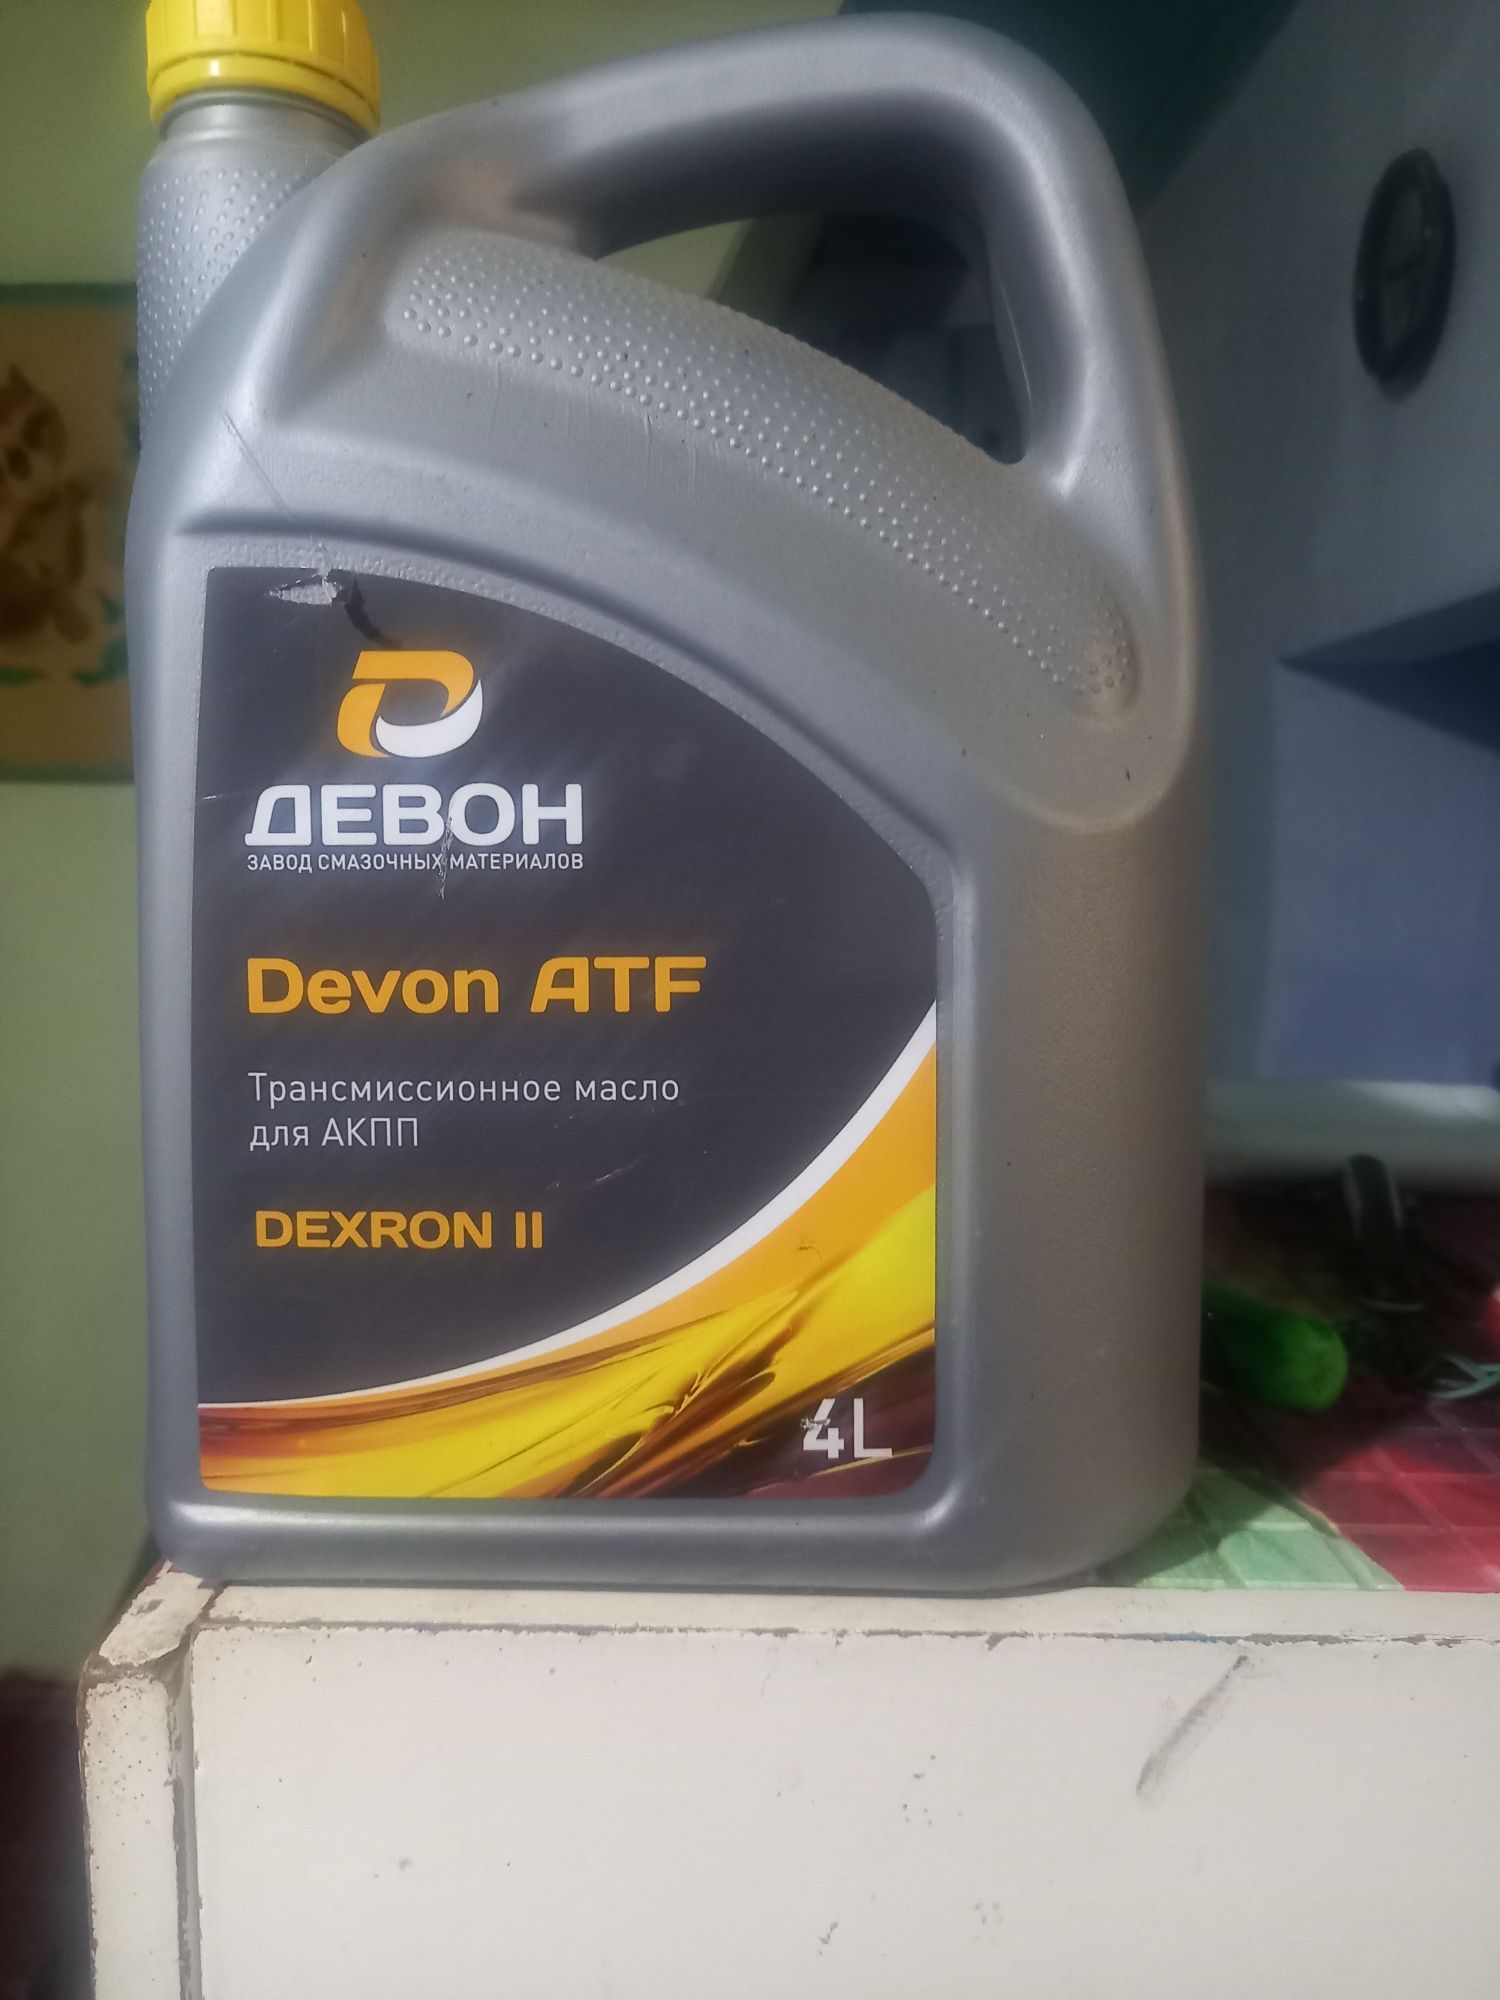 ДЕВОН
ЗАВОД СМАЗОЧНЫХ МАТЕРИАЛОВ
Devon ATF
Трансмиссионное масло
для АКПП
DEXRON II
4L